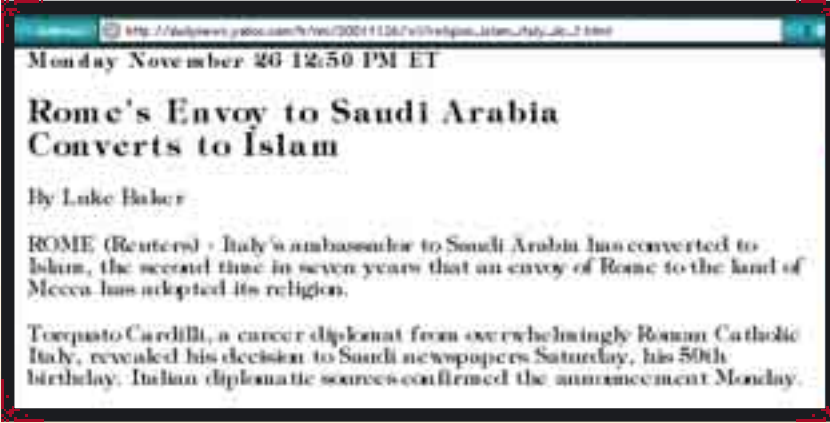 Monday November 26 12:50 PM ET
Rome's Envoy to Saudi Arabia
Converts to Islam
By Luke Baker
ROME (Reuters) - Italy's ambassador to Saudi Arabia has converted to
Islam, the second time in seven years that an envoy of Rome to the land of
Mecca has adopted its religion.
Torquato Cardilli, a career diplomat from overwhelmingly Roman Catholic
Italy, revealed his decision to Saudi newspapers Saturday, his 59th
birthday. Italian diplomatic sources confirmed the announcement Monday.